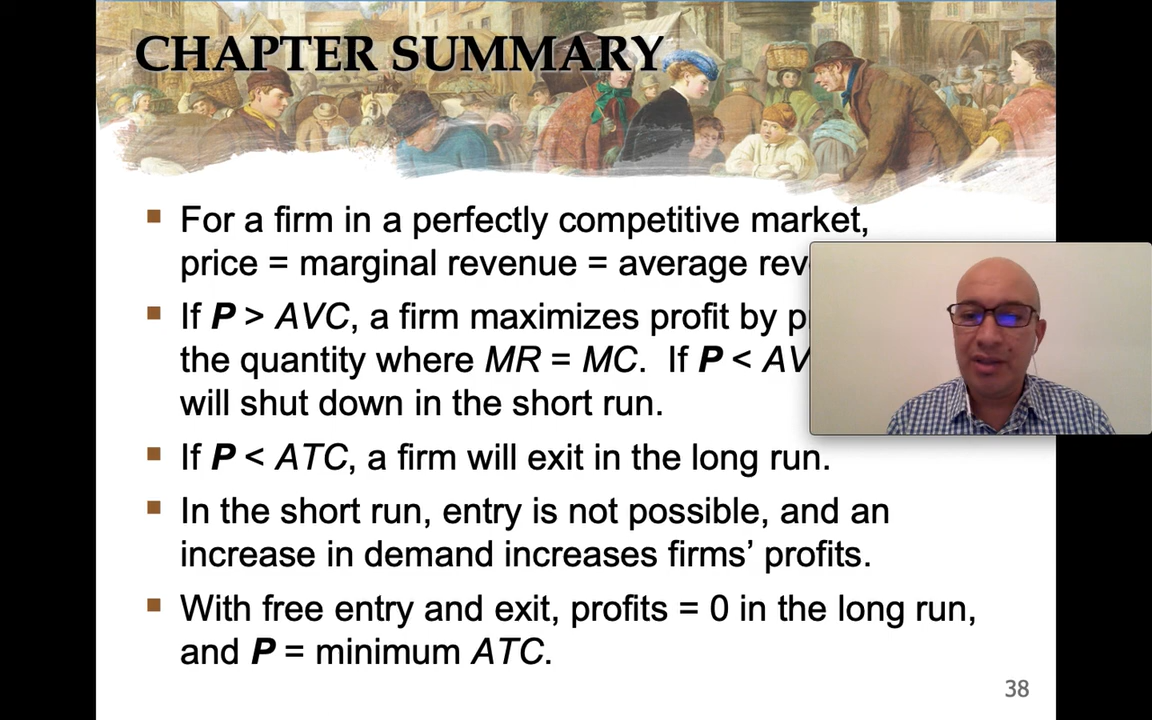 CHAPTER SUMMARY
▪ For a firm in a perfectly competitive market,
price = marginal revenue = average
▪ If P > AVC, a firm maximizes profit by
the quantity where MR = MC. If P <
will shut down in the short run.
▪ If P < ATC, a firm will exit in the long run.
▪ In the short run, entry is not possible, and an
increase in demand increases firms’ profits.
▪ With free entry and exit, profits = 0 in the long run,
and P = minimum ATC.
38